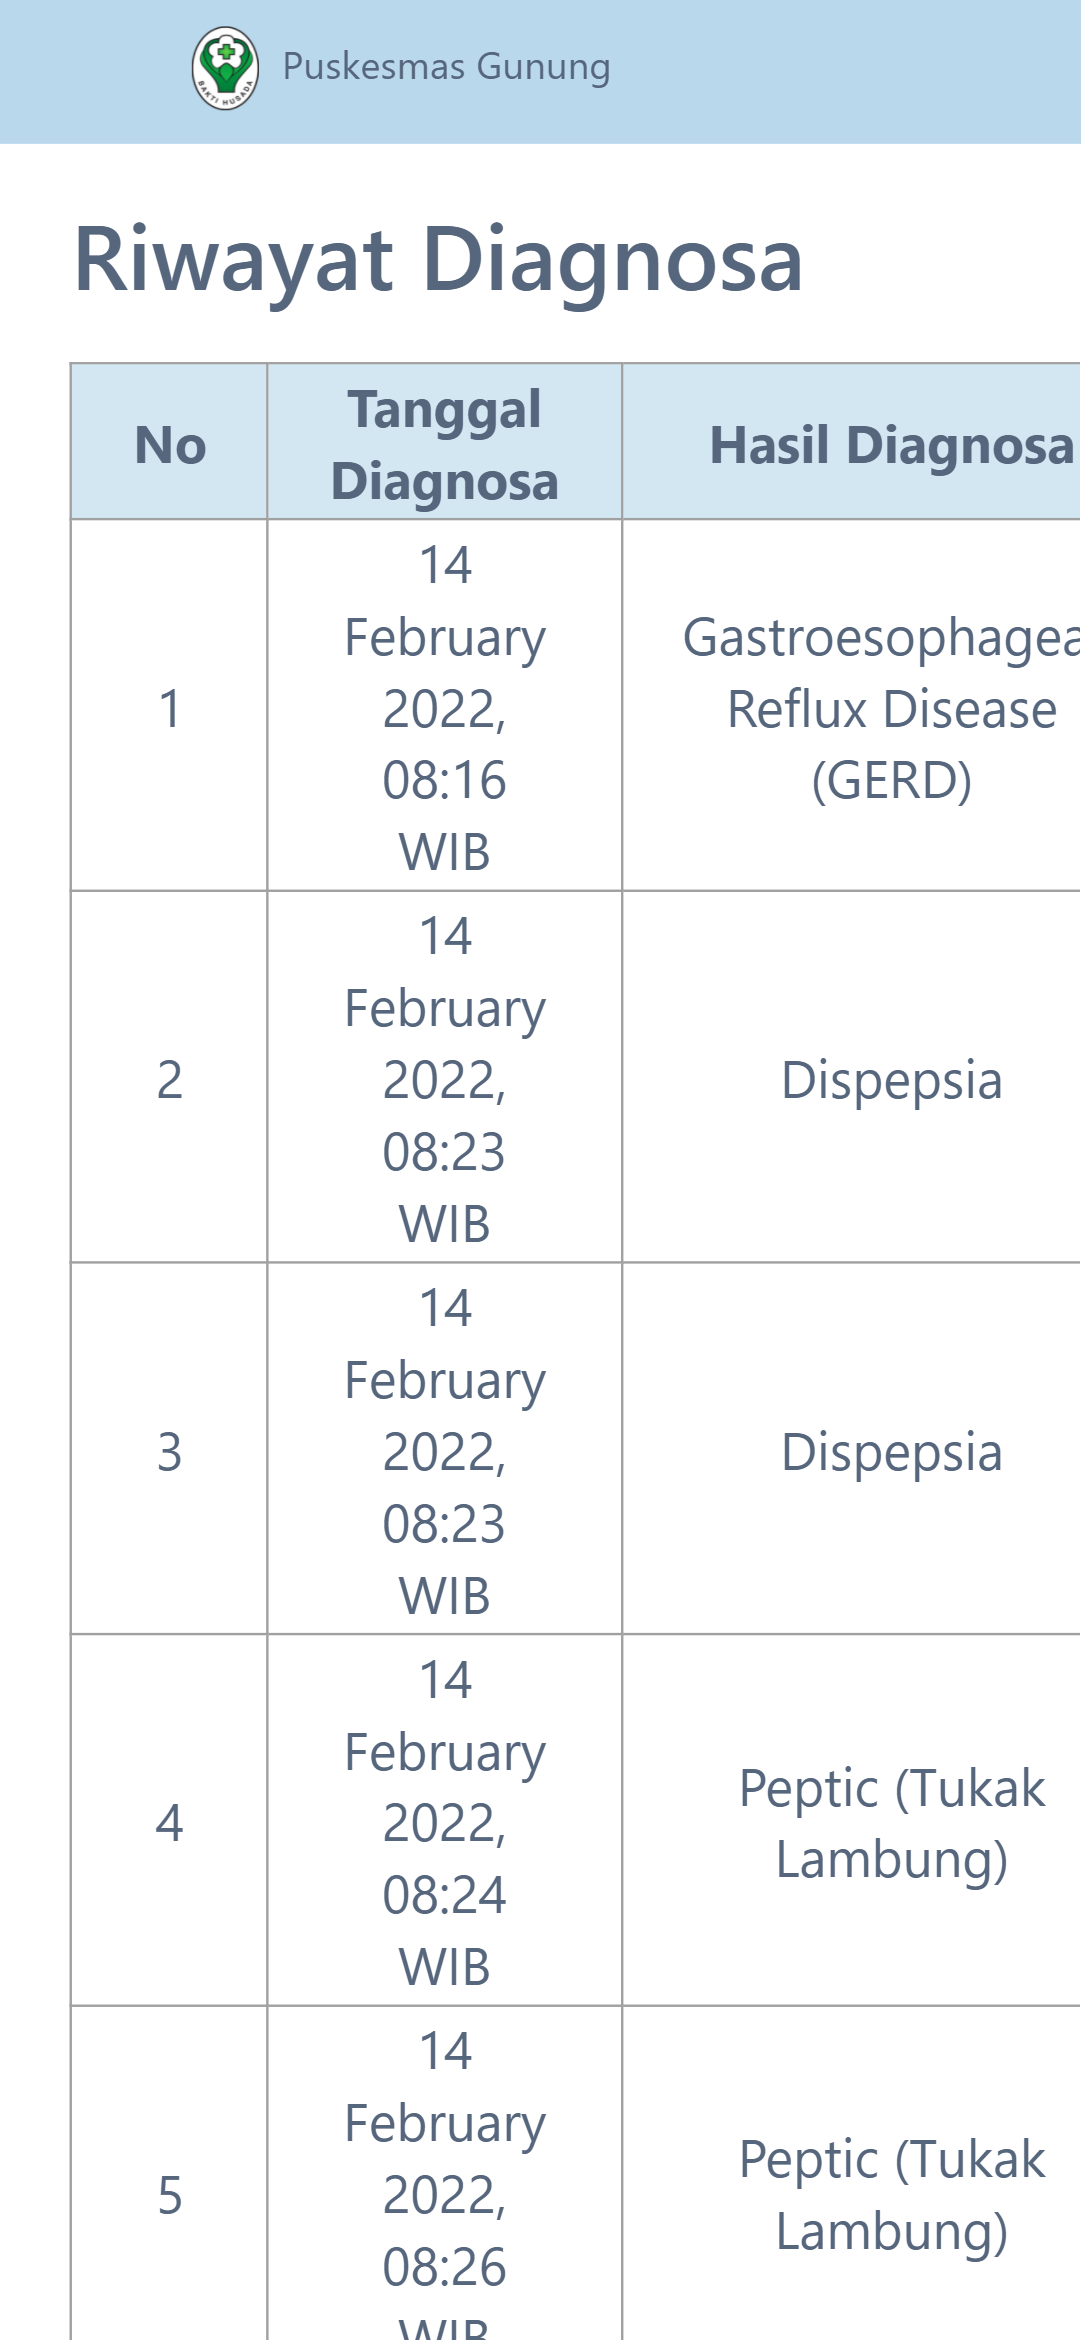 BAKTI HUSADA
Puskesmas Gunung
Riwayat Diagnosa
No
Tanggal
Diagnosa
Hasil Diagnosa
1
14
February
2022,
08:16
WIB
Gastroesophagea
Reflux Disease
(GERD)
2
14
February
2022,
08:23
WIB
Dispepsia
3
14
February
2022,
08:23
WIB
Dispepsia
4
14
February
2022,
08:24
WIB
Peptic (Tukak
Lambung)
5
14
February
2022,
08:26
WIB
Peptic (Tukak
Lambung)